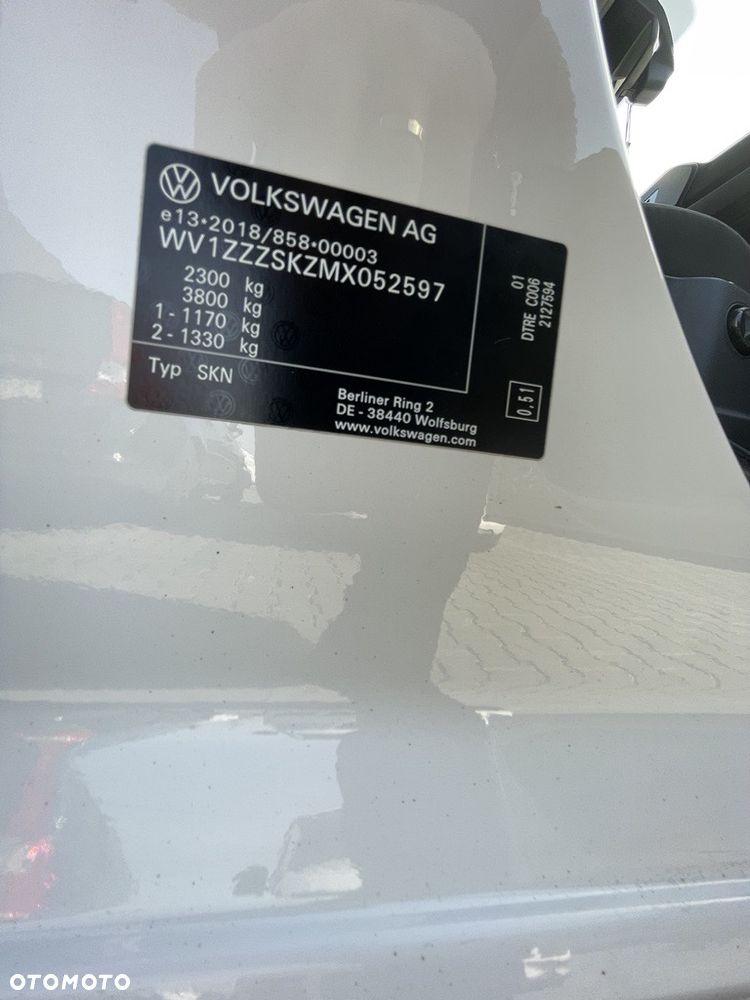 VOLKSWAGEN AG
e13*2018/858*00003
WV1ZZZSKZMX052597
2300 kg
3800 kg
1 - 1170 kg
2 - 1330 kg
Typ SKN
Berliner Ring 2
DE - 38440 Wolfsburg
www.volkswagen.com
01
DTRE C006
2127594
0,51
OTOMOTO